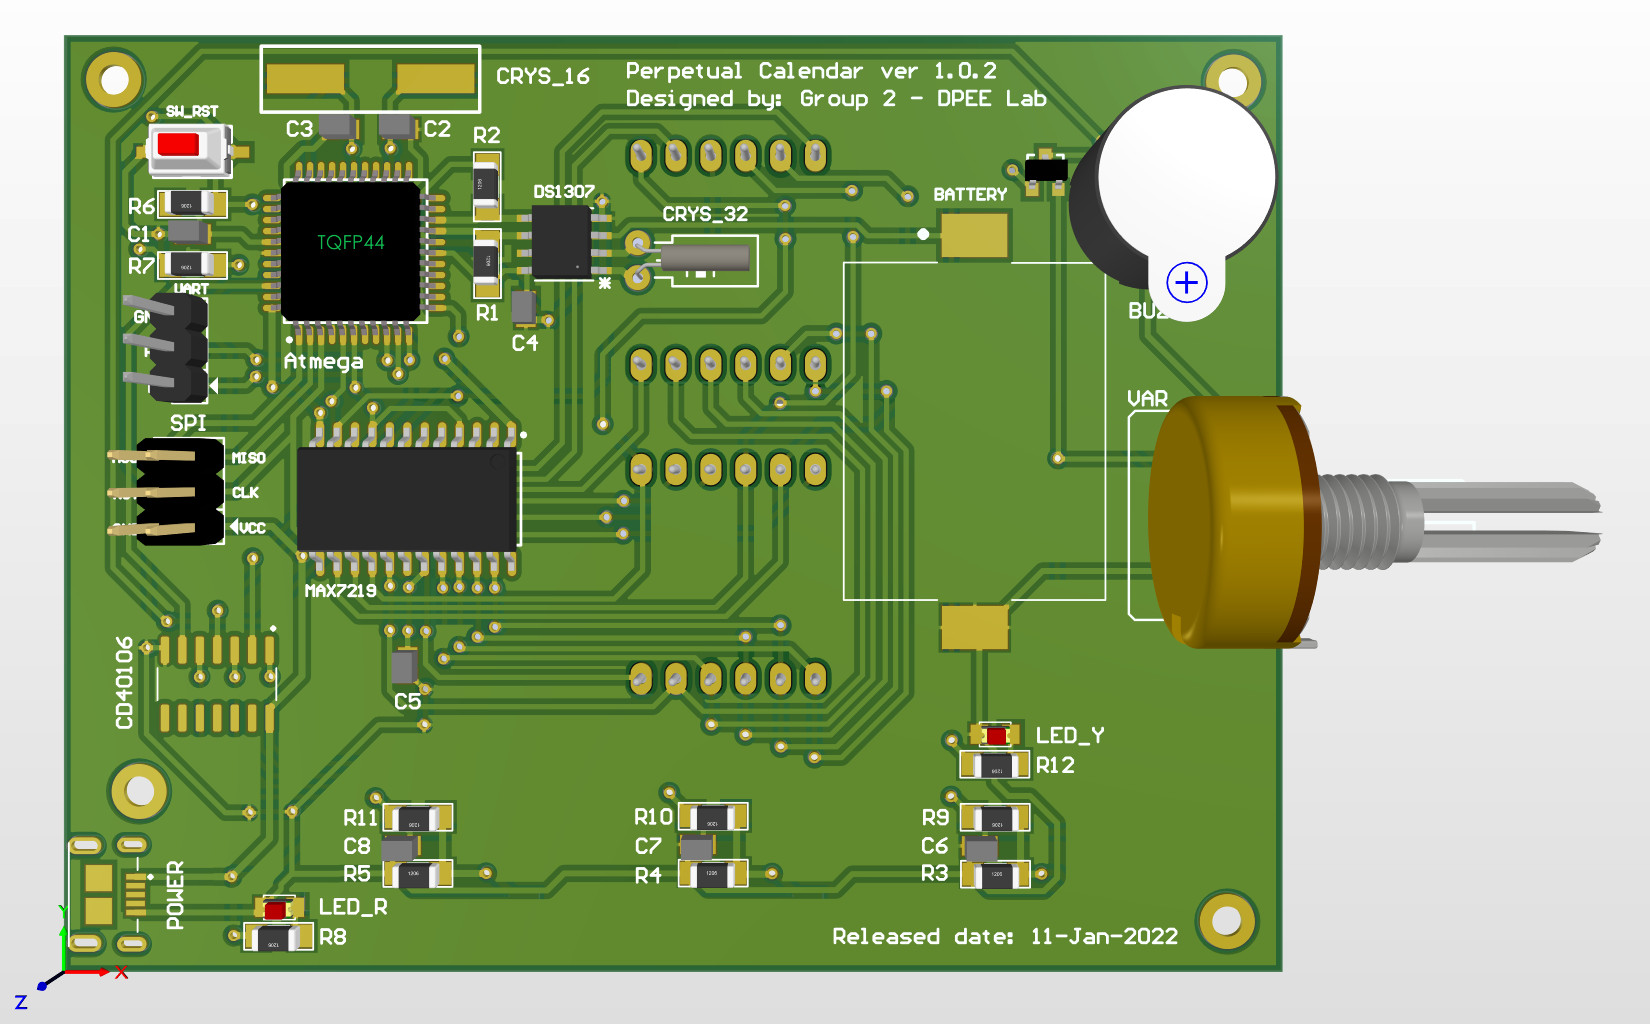 CRYS_16
Perpetual Calendar ver 1.0.2
Designed by: Group 2 - DPEE Lab
SW_RST
C3
C2
R2
DS1307
BATTERY
R6
C1
R7
TQFP44
CRYS_32
UART
R1
C4
Atmega
VAR
SPI
MISO
CLK
VCC
MAX7219
CD40106
C5
LED_Y
R12
R11
R10
R9
C8
C7
C6
R5
R4
R3
POWER
LED_R
R8
Released date: 11-Jan-2022
Y
X
Z